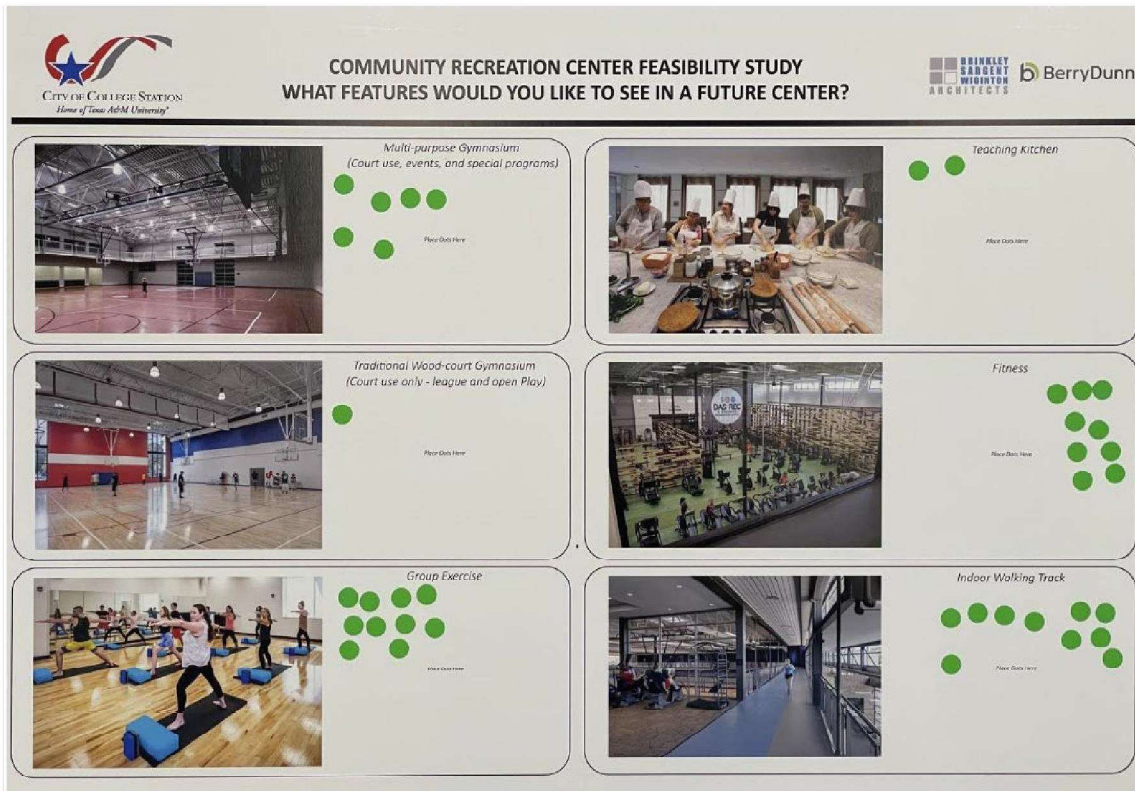 CITY OF COLLEGE STATION
Home of Texas A&M University®
COMMUNITY RECREATION CENTER FEASIBILITY STUDY
WHAT FEATURES WOULD YOU LIKE TO SEE IN A FUTURE CENTER?
BRINKLEY
SARGENT
WIGINTON
ARCHITECTS
BerryDunn
Multi-purpose Gymnasium
(Court use, events, and special programs)
Place Dots Here
Teaching Kitchen
Place Dots Here
Traditional Wood-court Gymnasium
(Court use only - league and open Play)
Place Dots Here
Fitness
DAS REC
Place Dots Here
Group Exercise
Place Dots Here
Indoor Walking Track
Place Dots Here